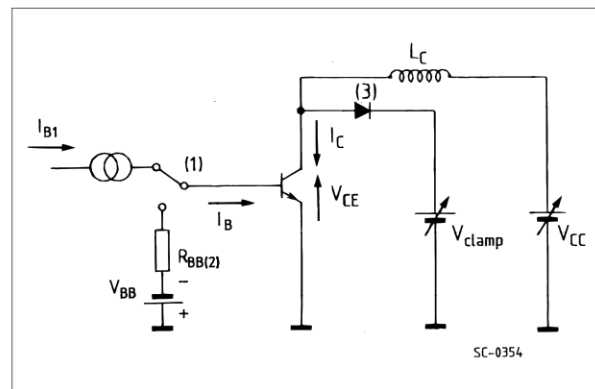 L_C
(3)
I_B1
(1)
I_C
V_CE
I_B
V_clamp
V_CC
R_BB(2)
V_BB
−
+
SC-0354